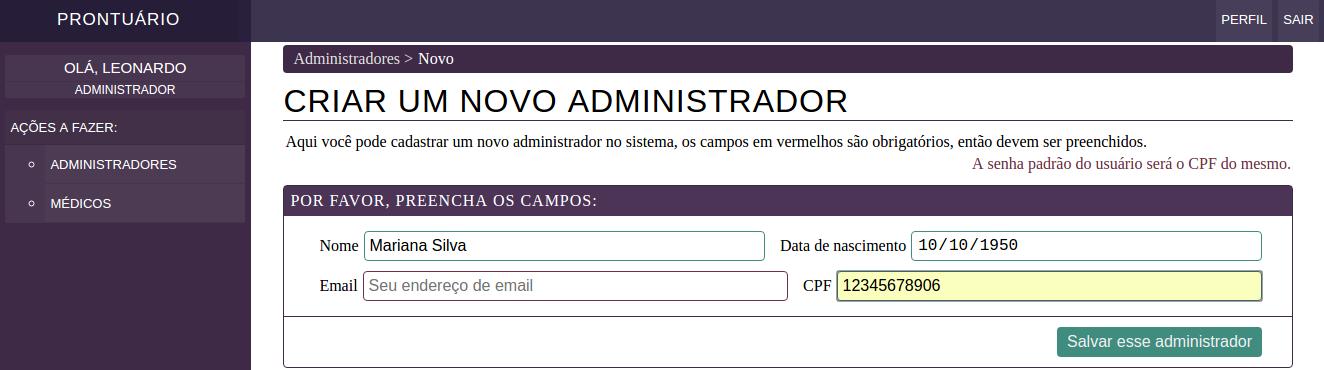 PRONTUÁRIO
PERFIL SAIR
OLÁ, LEONARDO
ADMINISTRADOR
AÇÕES A FAZER:
ADMINISTRADORES
MÉDICOS
Administradores > Novo
CRIAR UM NOVO ADMINISTRADOR
Aqui você pode cadastrar um novo administrador no sistema, os campos em vermelhos são obrigatórios, então devem ser preenchidos.
A senha padrão do usuário será o CPF do mesmo.
POR FAVOR, PREENCHA OS CAMPOS:
Nome Mariana Silva Data de nascimento 10/10/1950
Email Seu endereço de email CPF 12345678906
Salvar esse administrador